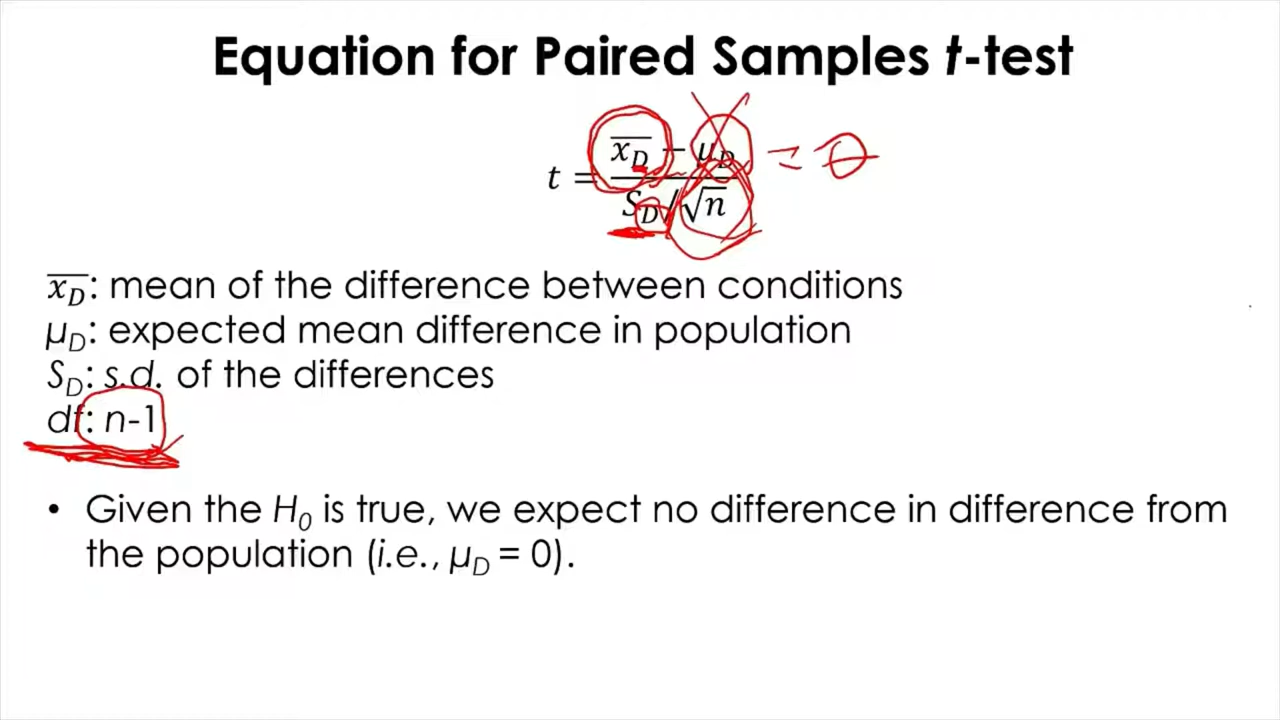 Equation for Paired Samples t-test
t = (x̄_D − μ_D) / (S_D/√n) = 0
x̄_D: mean of the difference between conditions
μ_D: expected mean difference in population
S_D: s.d. of the differences
df: n-1
• Given the H₀ is true, we expect no difference in difference from
the population (i.e., μ_D = 0).